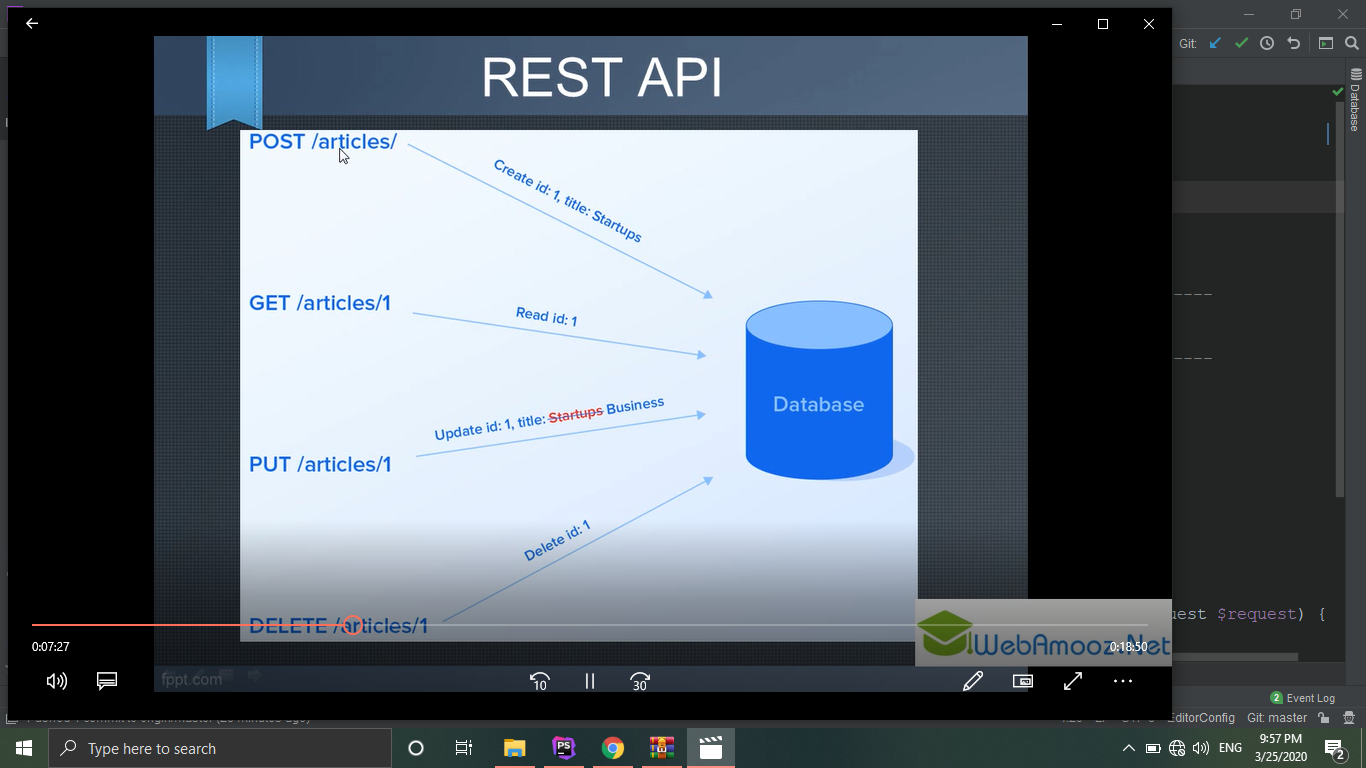 REST API
POST /articles/
Create id: 1, title: Startups
GET /articles/1
Read id: 1
Update id: 1, title: Startups Business
PUT /articles/1
Database
Delete id: 1
DELETE /articles/1
WebAmooz.Net
0:07:27
0:18:50
fppt.com
10
30
Git:
Database
uest $request) {
2 Event Log
EditorConfig
Git: master
Type here to search
PS
ENG
9:57 PM
3/25/2020
2